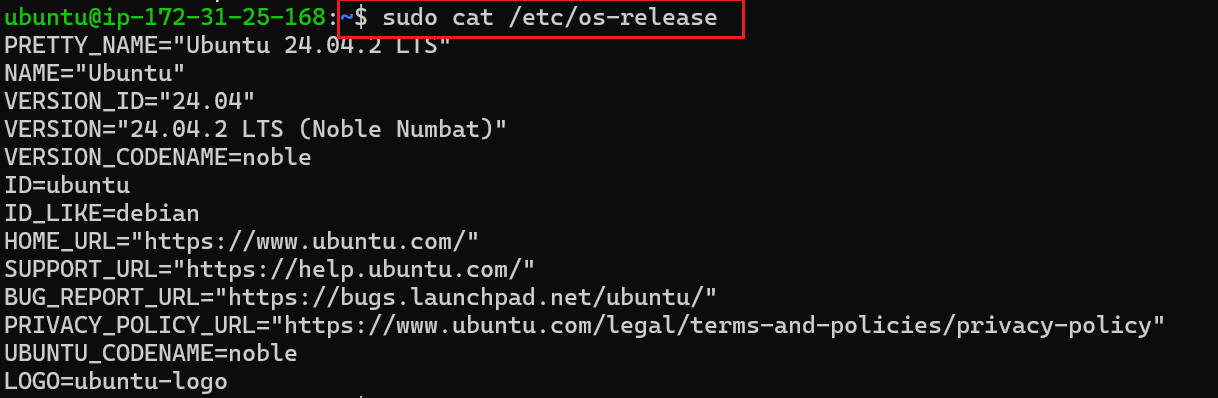 ubuntu@ip-172-31-25-168:~$ sudo cat /etc/os-release
PRETTY_NAME="Ubuntu 24.04.2 LTS"
NAME="Ubuntu"
VERSION_ID="24.04"
VERSION="24.04.2 LTS (Noble Numbat)"
VERSION_CODENAME=noble
ID=ubuntu
ID_LIKE=debian
HOME_URL="https://www.ubuntu.com/"
SUPPORT_URL="https://help.ubuntu.com/"
BUG_REPORT_URL="https://bugs.launchpad.net/ubuntu/"
PRIVACY_POLICY_URL="https://www.ubuntu.com/legal/terms-and-policies/privacy-policy"
UBUNTU_CODENAME=noble
LOGO=ubuntu-logo